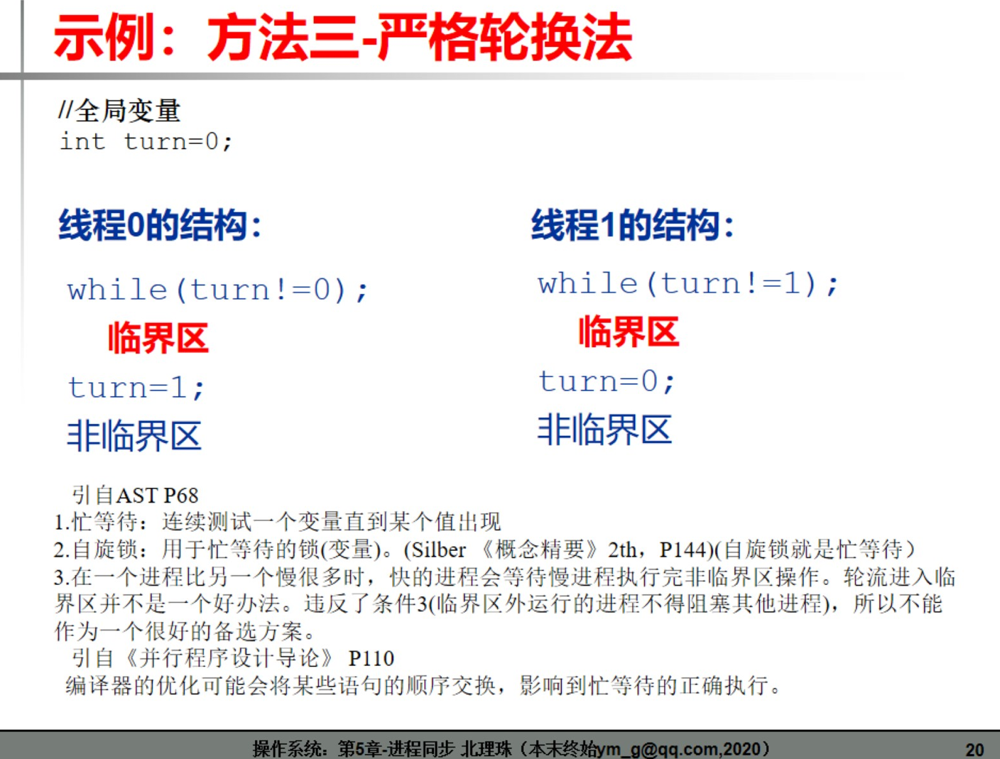 示例：方法三-严格轮换法
//全局变量
int turn=0;
线程0的结构：
while(turn!=0);
临界区
turn=1;
非临界区
线程1的结构：
while(turn!=1);
临界区
turn=0;
非临界区
引自AST P68
1.忙等待：连续测试一个变量直到某个值出现
2.自旋锁：用于忙等待的锁(变量)。(Silber 《概念精要》2th，P144)(自旋锁就是忙等待）
3.在一个进程比另一个慢很多时，快的进程会等待慢进程执行完非临界区操作。轮流进入临
界区并不是一个好办法。违反了条件3(临界区外运行的进程不得阻塞其他进程)，所以不能
作为一个很好的备选方案。
引自《并行程序设计导论》 P110
编译器的优化可能会将某些语句的顺序交换，影响到忙等待的正确执行。
操作系统：第5章-进程同步 北理珠（本末终始ym_g@qq.com,2020）
20